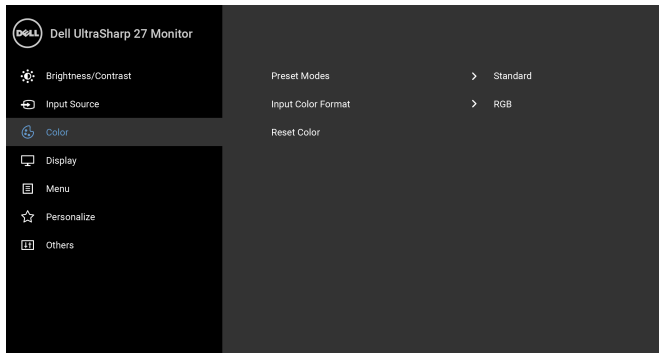 DELL Dell UltraSharp 27 Monitor
Brightness/Contrast Preset Modes Standard
Input Source Input Color Format RGB
Color Reset Color
Display
Menu
Personalize
Others